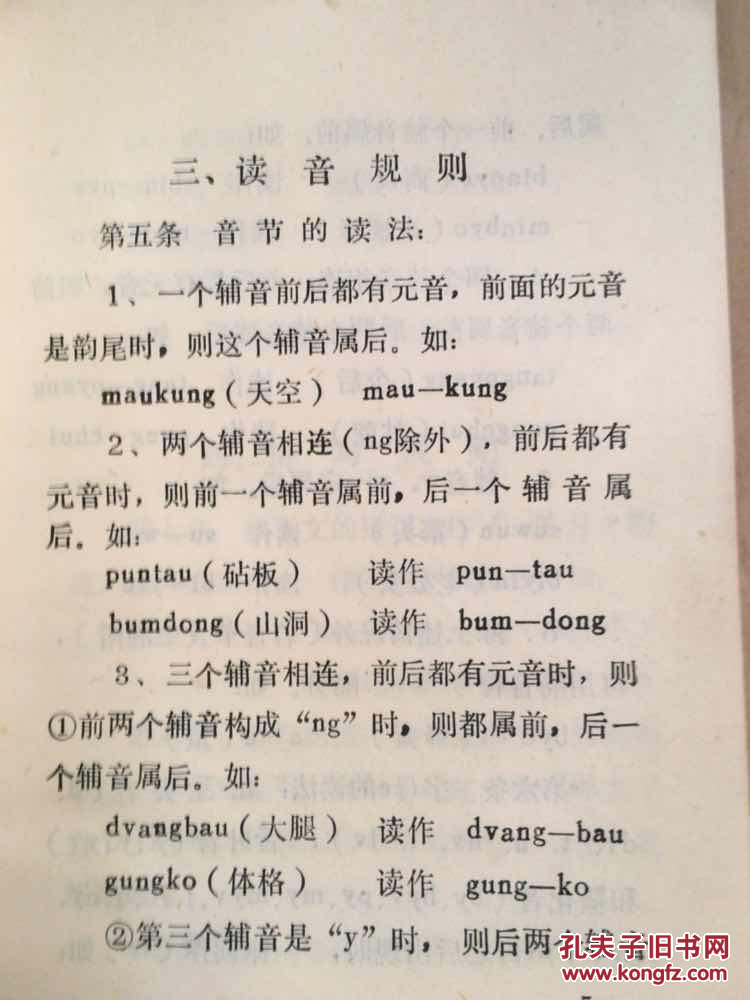 三、读音规则
第五条 音节的读法：
1、一个辅音前后都有元音，前面的元音
是韵尾时，则这个辅音属后。如：
maukung（天空） mau—kung
2、两个辅音相连（ng除外），前后都有
元音时，则前一个辅音属前，后一个辅音属
后。如：
puntau（砧板） 读作 pun—tau
bumdong（山洞） 读作 bum—dong
3、三个辅音相连，前后都有元音时，则
①前两个辅音构成“ng”时，则都属前，后一
个辅音属后。如：
dvangbau（大腿） 读作 dvang—bau
gungko（体格） 读作 gung—ko
②第三个辅音是“y”时，则后两个辅音
孔夫子旧书网
kongfz.com